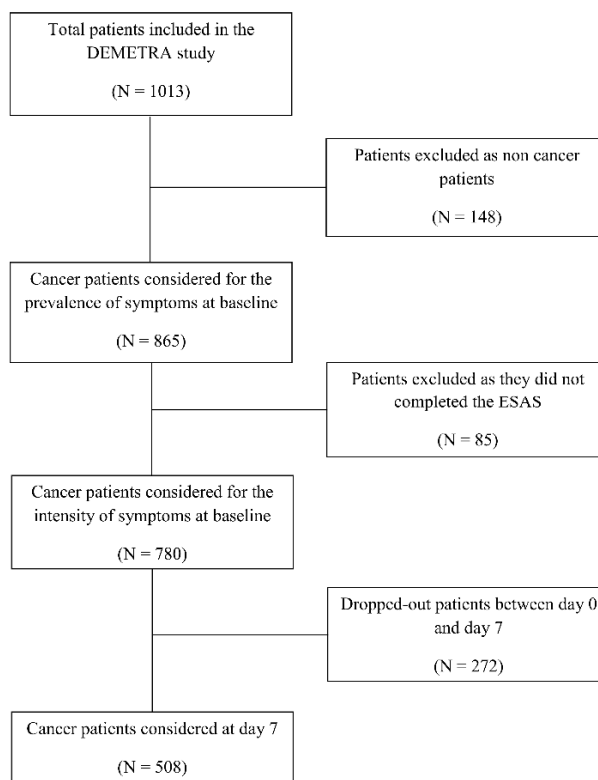 Total patients included in the
DEMETRA study
(N = 1013)
Patients excluded as non cancer
patients
(N = 148)
Cancer patients considered for the
prevalence of symptoms at baseline
(N = 865)
Patients excluded as they did not
completed the ESAS
(N = 85)
Cancer patients considered for the
intensity of symptoms at baseline
(N = 780)
Dropped-out patients between day 0
and day 7
(N = 272)
Cancer patients considered at day 7
(N = 508)